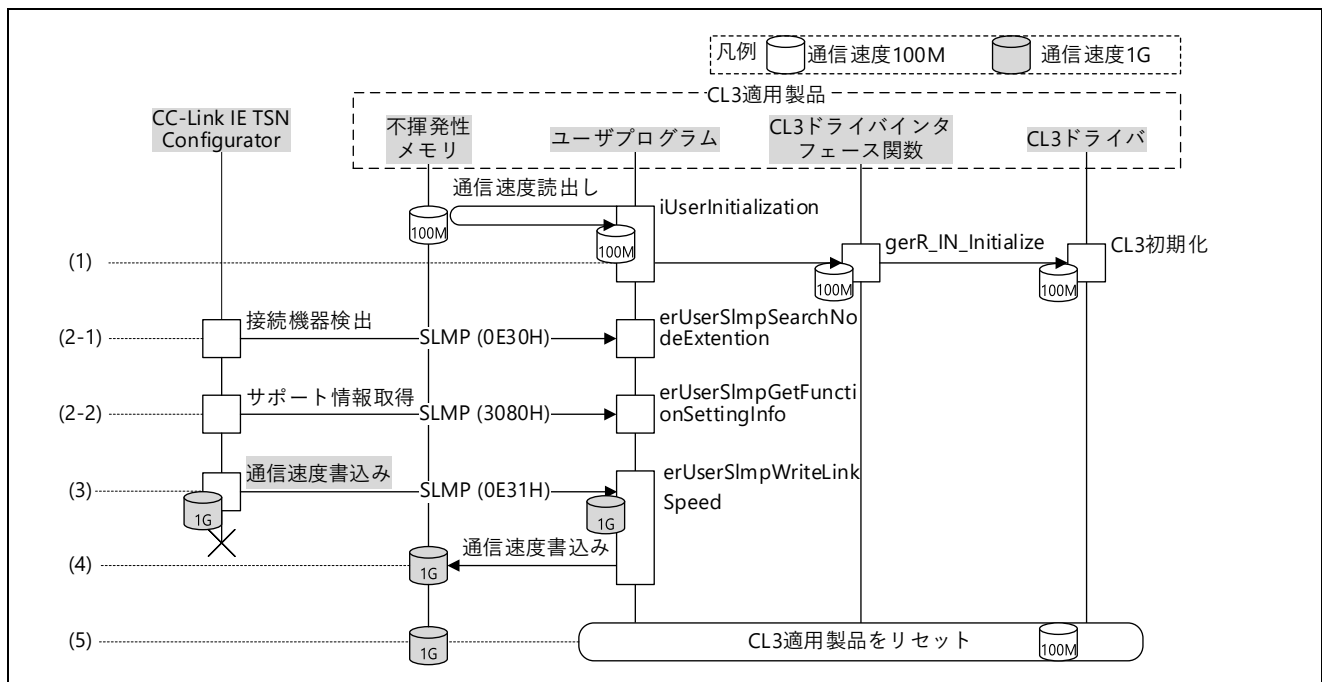 凡例 通信速度100M 通信速度1G
CL3適用製品
CC-Link IE TSN
Configurator
不揮発性
メモリ
ユーザプログラム
CL3ドライバインタ
フェース関数
CL3ドライバ
通信速度読出し
iUserInitialization
100M
100M
gerR_IN_Initialize
CL3初期化
(1)
100M
100M
接続機器検出
(2-1)
SLMP (0E30H)
erUserSlmpSearchNo
deExtention
サポート情報取得
(2-2)
SLMP (3080H)
erUserSlmpGetFuncti
onSettingInfo
通信速度書込み
(3)
SLMP (0E31H)
erUserSlmpWriteLink
Speed
1G
1G
通信速度書込み
(4)
1G
(5)
1G
CL3適用製品をリセット
100M